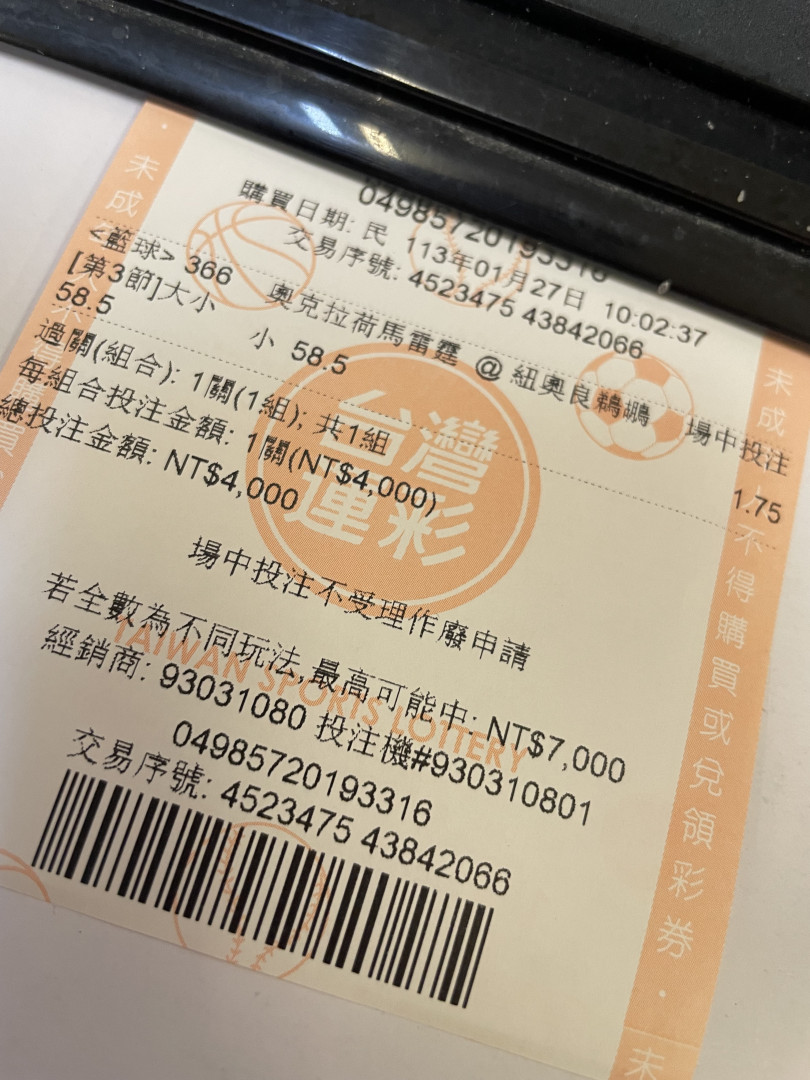 04985720193316
購買日期: 民 113年01月27日 10:02:37
交易序號: 4523475 43842066
<籃球> 366 奧克拉荷馬雷霆 @ 紐奧良鵜鶘 場中投注
[第3節]大小 小 58.5 1.75
58.5
過關(組合): 1關(1組), 共1組
每組合投注金額: 1關(NT$4,000)
總投注金額: NT$4,000
場中投注不受理作廢申請
若全數為不同玩法,最高可能中: NT$7,000
經銷商: 93031080 投注機#930310801
04985720193316
交易序號: 4523475 43842066
台灣
運彩
TAIWAN SPORTS LOTTERY
未成
未成 人不得購買或兌領彩券・未